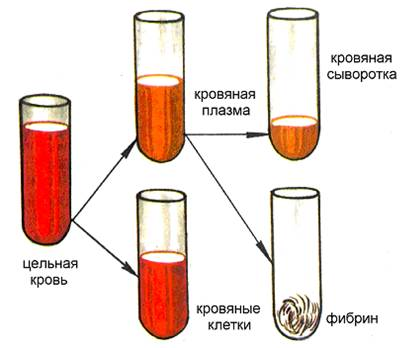 цельная
кровь
кровяная
плазма
кровяные
клетки
кровяная
сыворотка
фибрин